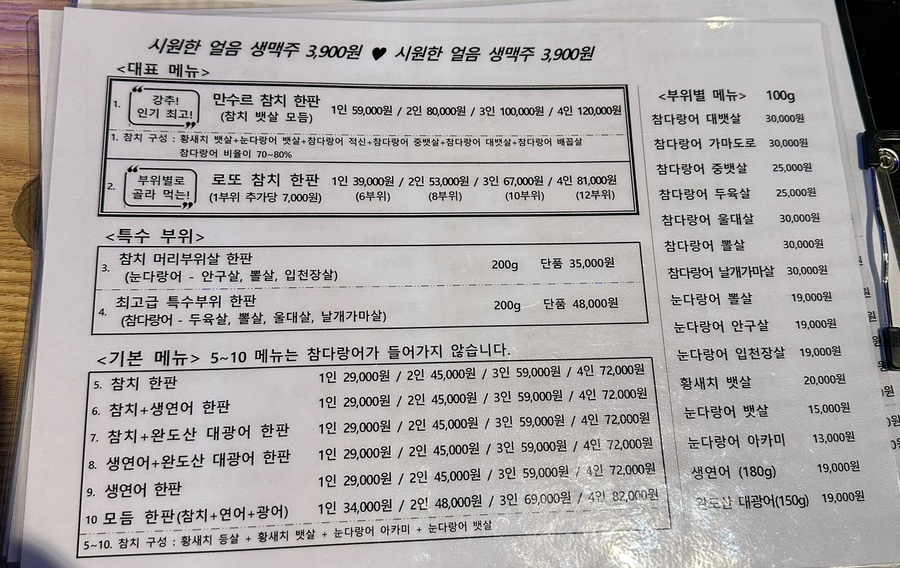 시원한 얼음 생맥주 3,900원 ♥ 시원한 얼음 생맥주 3,900원
<대표 메뉴>
1. "강추! 인기 최고!" 만수르 참치 한판 1인 59,000원 / 2인 80,000원 / 3인 100,000원 / 4인 120,000원
(참치 뱃살 모듬)
1. 참치 구성 : 황새치 뱃살+눈다랑어 뱃살+참다랑어 적신+참다랑어 중뱃살+참다랑어 대뱃살+참다랑어 배꼽살
참다랑어 비율이 70~80%
2. "부위별로 골라 먹는!" 로또 참치 한판 1인 39,000원 / 2인 53,000원 / 3인 67,000원 / 4인 81,000원
(1부위 추가당 7,000원) (6부위) (8부위) (10부위) (12부위)
<특수 부위>
3. 참치 머리부위살 한판 200g 단품 35,000원
(눈다랑어 - 안구살, 뽈살, 입천장살)
4. 최고급 특수부위 한판 200g 단품 48,000원
(참다랑어 - 두육살, 뽈살, 울대살, 날개가마살)
<기본 메뉴> 5~10 메뉴는 참다랑어가 들어가지 않습니다.
5. 참치 한판 1인 29,000원 / 2인 45,000원 / 3인 59,000원 / 4인 72,000원
6. 참치+생연어 한판 1인 29,000원 / 2인 45,000원 / 3인 59,000원 / 4인 72,000원
7. 참치+완도산 대광어 한판 1인 29,000원 / 2인 45,000원 / 3인 59,000원 / 4인 72,000원
8. 생연어+완도산 대광어 한판 1인 29,000원 / 2인 45,000원 / 3인 59,000원 / 4인 72,000원
9. 생연어 한판 1인 29,000원 / 2인 45,000원 / 3인 59,000원 / 4인 72,000원
10 모듬 한판(참치+연어+광어) 1인 34,000원 / 2인 48,000원 / 3인 69,000원 / 4인 82,000원
5~10. 참치 구성 : 황새치 등살 + 황새치 뱃살 + 눈다랑어 아카미 + 눈다랑어 뱃살
<부위별 메뉴> 100g
참다랑어 대뱃살 30,000원
참다랑어 가마도로 30,000원
참다랑어 중뱃살 25,000원
참다랑어 두육살 25,000원
참다랑어 울대살 30,000원
참다랑어 뽈살 30,000원
참다랑어 날개가마살 30,000원
눈다랑어 뽈살 19,000원
눈다랑어 안구살 19,000원
눈다랑어 입천장살 19,000원
황새치 뱃살 20,000원
눈다랑어 뱃살 15,000원
눈다랑어 아카미 13,000원
생연어 (180g) 19,000원
완도산 대광어(150g) 19,000원